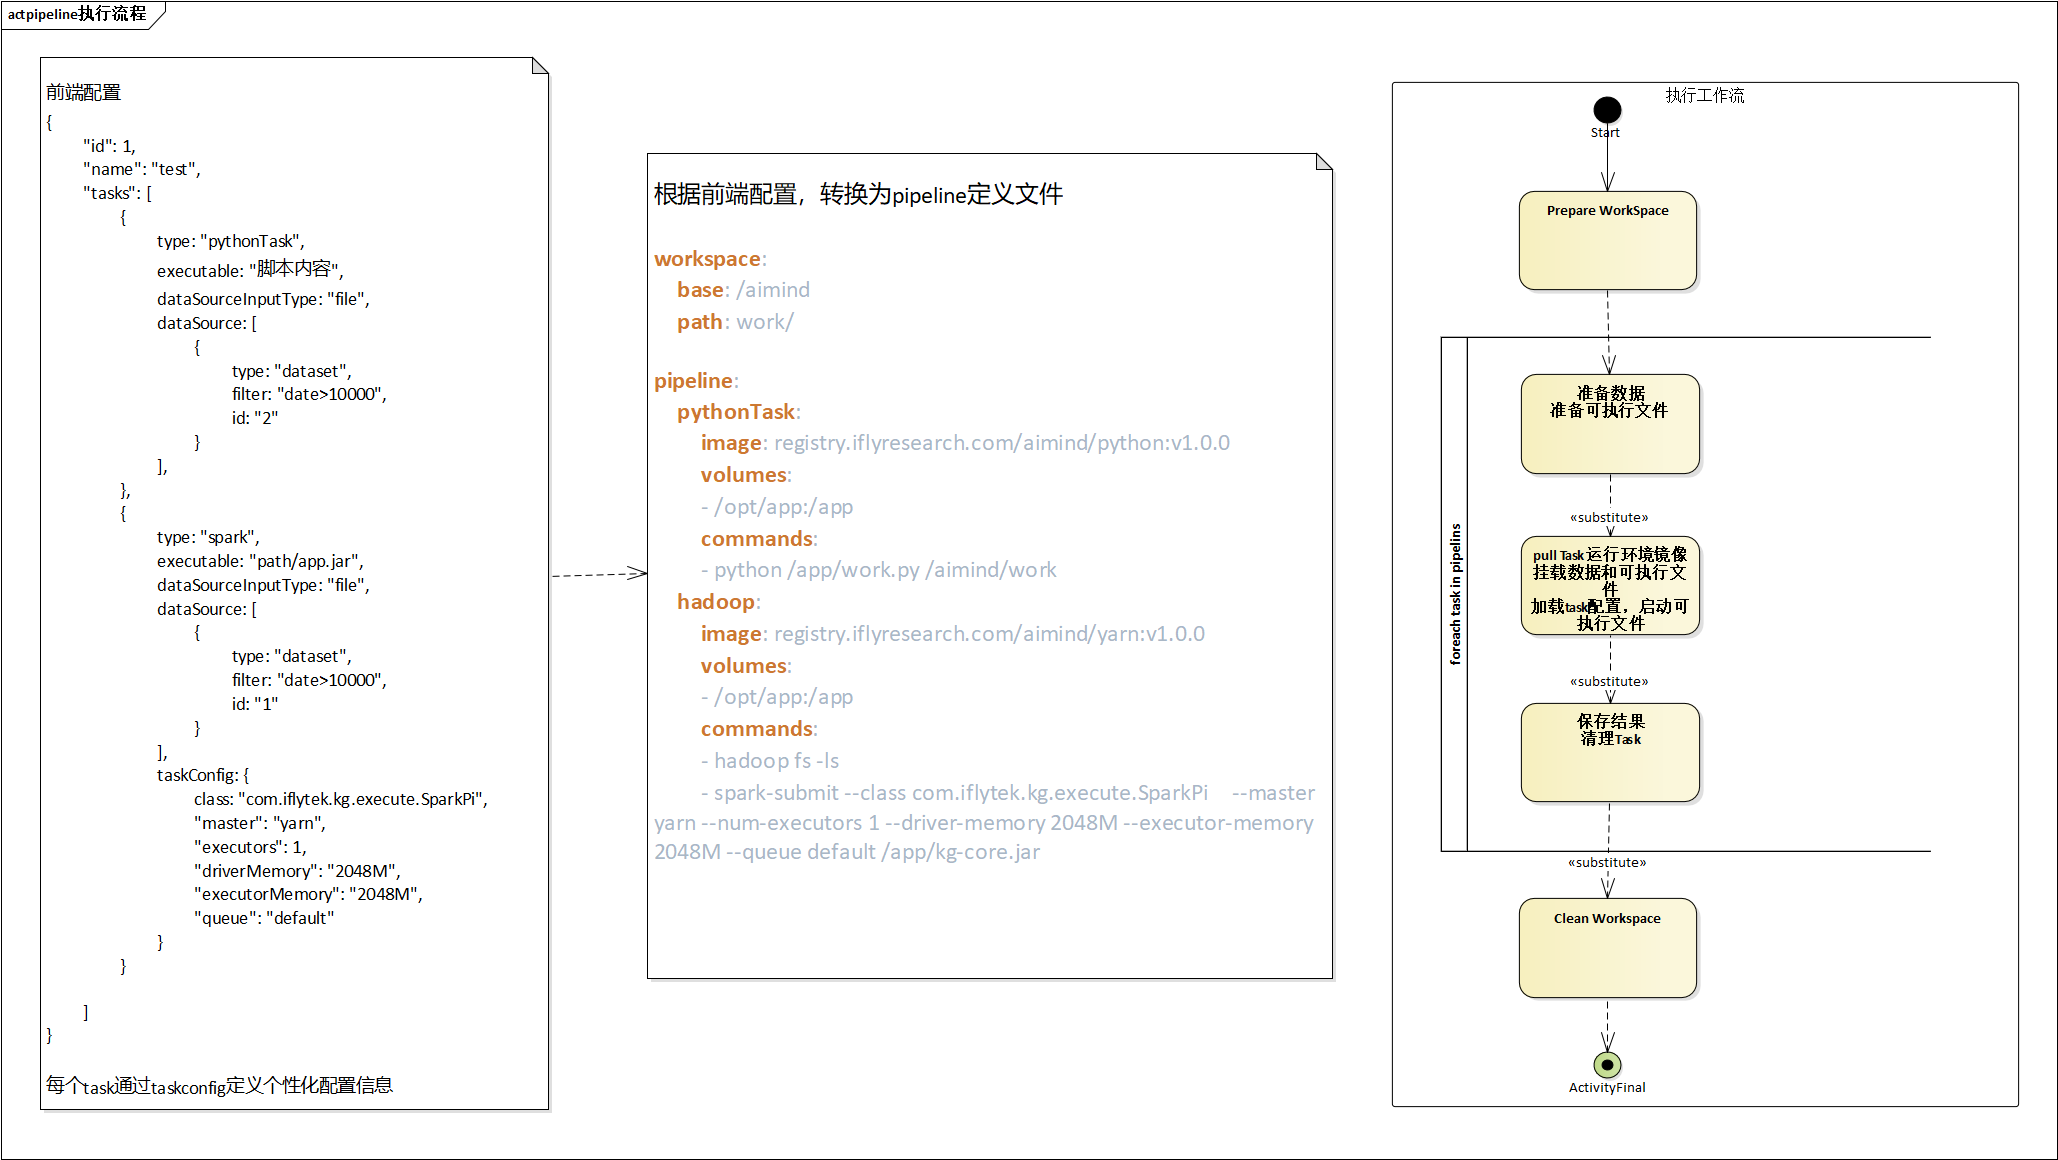 actpipeline执行流程
前端配置
{
"id": 1,
"name": "test",
"tasks": [
{
type: "pythonTask",
executable: "脚本内容",
dataSourceInputType: "file",
dataSource: [
{
type: "dataset",
filter: "date>10000",
id: "2"
}
],
},
{
type: "spark",
executable: "path/app.jar",
dataSourceInputType: "file",
dataSource: [
{
type: "dataset",
filter: "date>10000",
id: "1"
}
],
taskConfig: {
class: "com.iflytek.kg.execute.SparkPi",
"master": "yarn",
"executors": 1,
"driverMemory": "2048M",
"executorMemory": "2048M",
"queue": "default"
}
}
]
}
每个task通过taskconfig定义个性化配置信息
根据前端配置，转换为pipeline定义文件
workspace:
base: /aimind
path: work/
pipeline:
pythonTask:
image: registry.iflyresearch.com/aimind/python:v1.0.0
volumes:
- /opt/app:/app
commands:
- python /app/work.py /aimind/work
hadoop:
image: registry.iflyresearch.com/aimind/yarn:v1.0.0
volumes:
- /opt/app:/app
commands:
- hadoop fs -ls
- spark-submit --class com.iflytek.kg.execute.SparkPi --master
yarn --num-executors 1 --driver-memory 2048M --executor-memory
2048M --queue default /app/kg-core.jar
执行工作流
Start
Prepare WorkSpace
foreach task in pipelins
准备数据
准备可执行文件
«substitute»
pull Task运行环境镜像
挂载数据和可执行文
件
加载task配置，启动可
执行文件
«substitute»
保存结果
清理Task
«substitute»
Clean Workspace
ActivityFinal